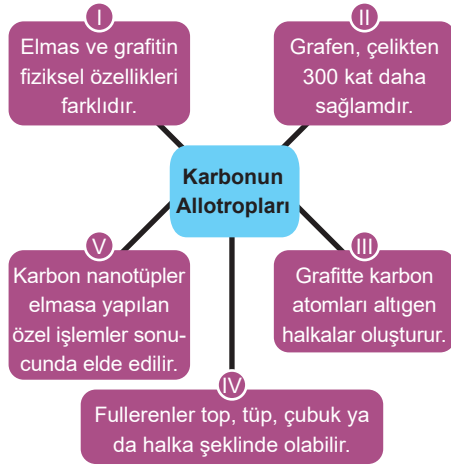 I
Elmas ve grafitin
fiziksel özellikleri
farklıdır.
II
Grafen, çelikten
300 kat daha
sağlamdır.
Karbonun
Allotropları
V
Karbon nanotüpler
elmasa yapılan
özel işlemler sonu-
cunda elde edilir.
III
Grafitte karbon
atomları altıgen
halkalar oluşturur.
IV
Fullerenler top, tüp, çubuk ya
da halka şeklinde olabilir.